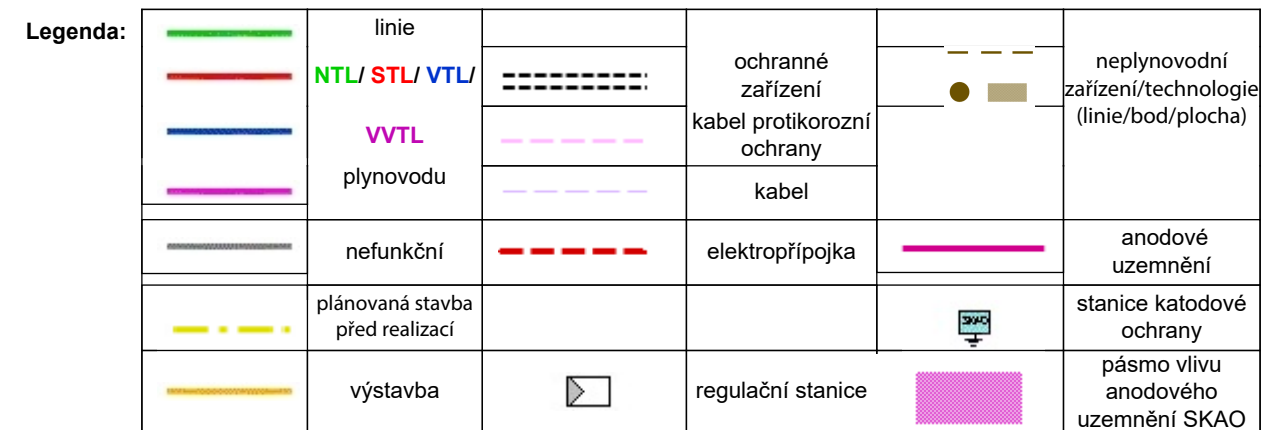 Legenda:
linie
NTL/ STL/ VTL/
VVTL
plynovodu
ochranné
zařízení
kabel protikorozní
ochrany
kabel
neplynovodní
zařízení/technologie
(linie/bod/plocha)
nefunkční
elektropřípojka
anodové
uzemnění
plánovaná stavba
před realizací
SKAO
stanice katodové
ochrany
výstavba
regulační stanice
pásmo vlivu
anodového
uzemnění SKAO